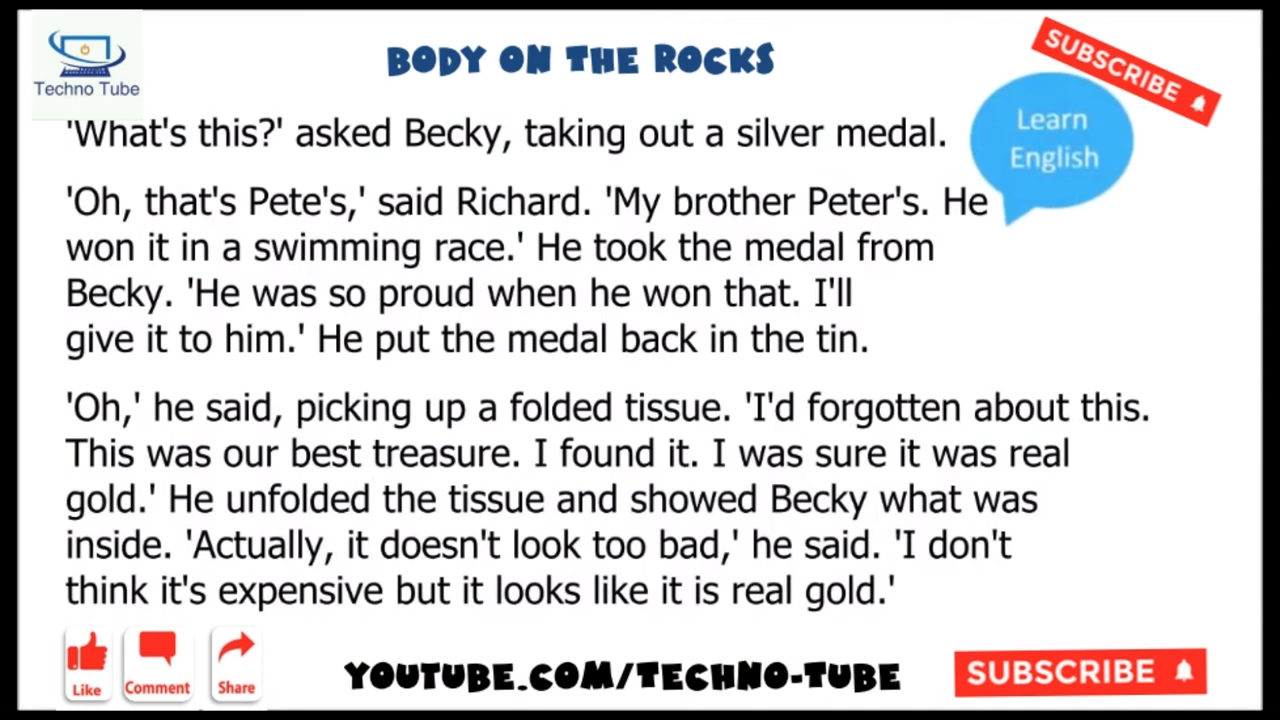 Techno Tube
BODY ON THE ROCKS
SUBSCRIBE
Learn
English
'What's this?' asked Becky, taking out a silver medal.
'Oh, that's Pete's,' said Richard. 'My brother Peter's. He
won it in a swimming race.' He took the medal from
Becky. 'He was so proud when he won that. I'll
give it to him.' He put the medal back in the tin.
'Oh,' he said, picking up a folded tissue. 'I'd forgotten about this.
This was our best treasure. I found it. I was sure it was real
gold.' He unfolded the tissue and showed Becky what was
inside. 'Actually, it doesn't look too bad,' he said. 'I don't
think it's expensive but it looks like it is real gold.'
Like
Comment
Share
YOUTUBE.COM/TECHNO-TUBE
SUBSCRIBE